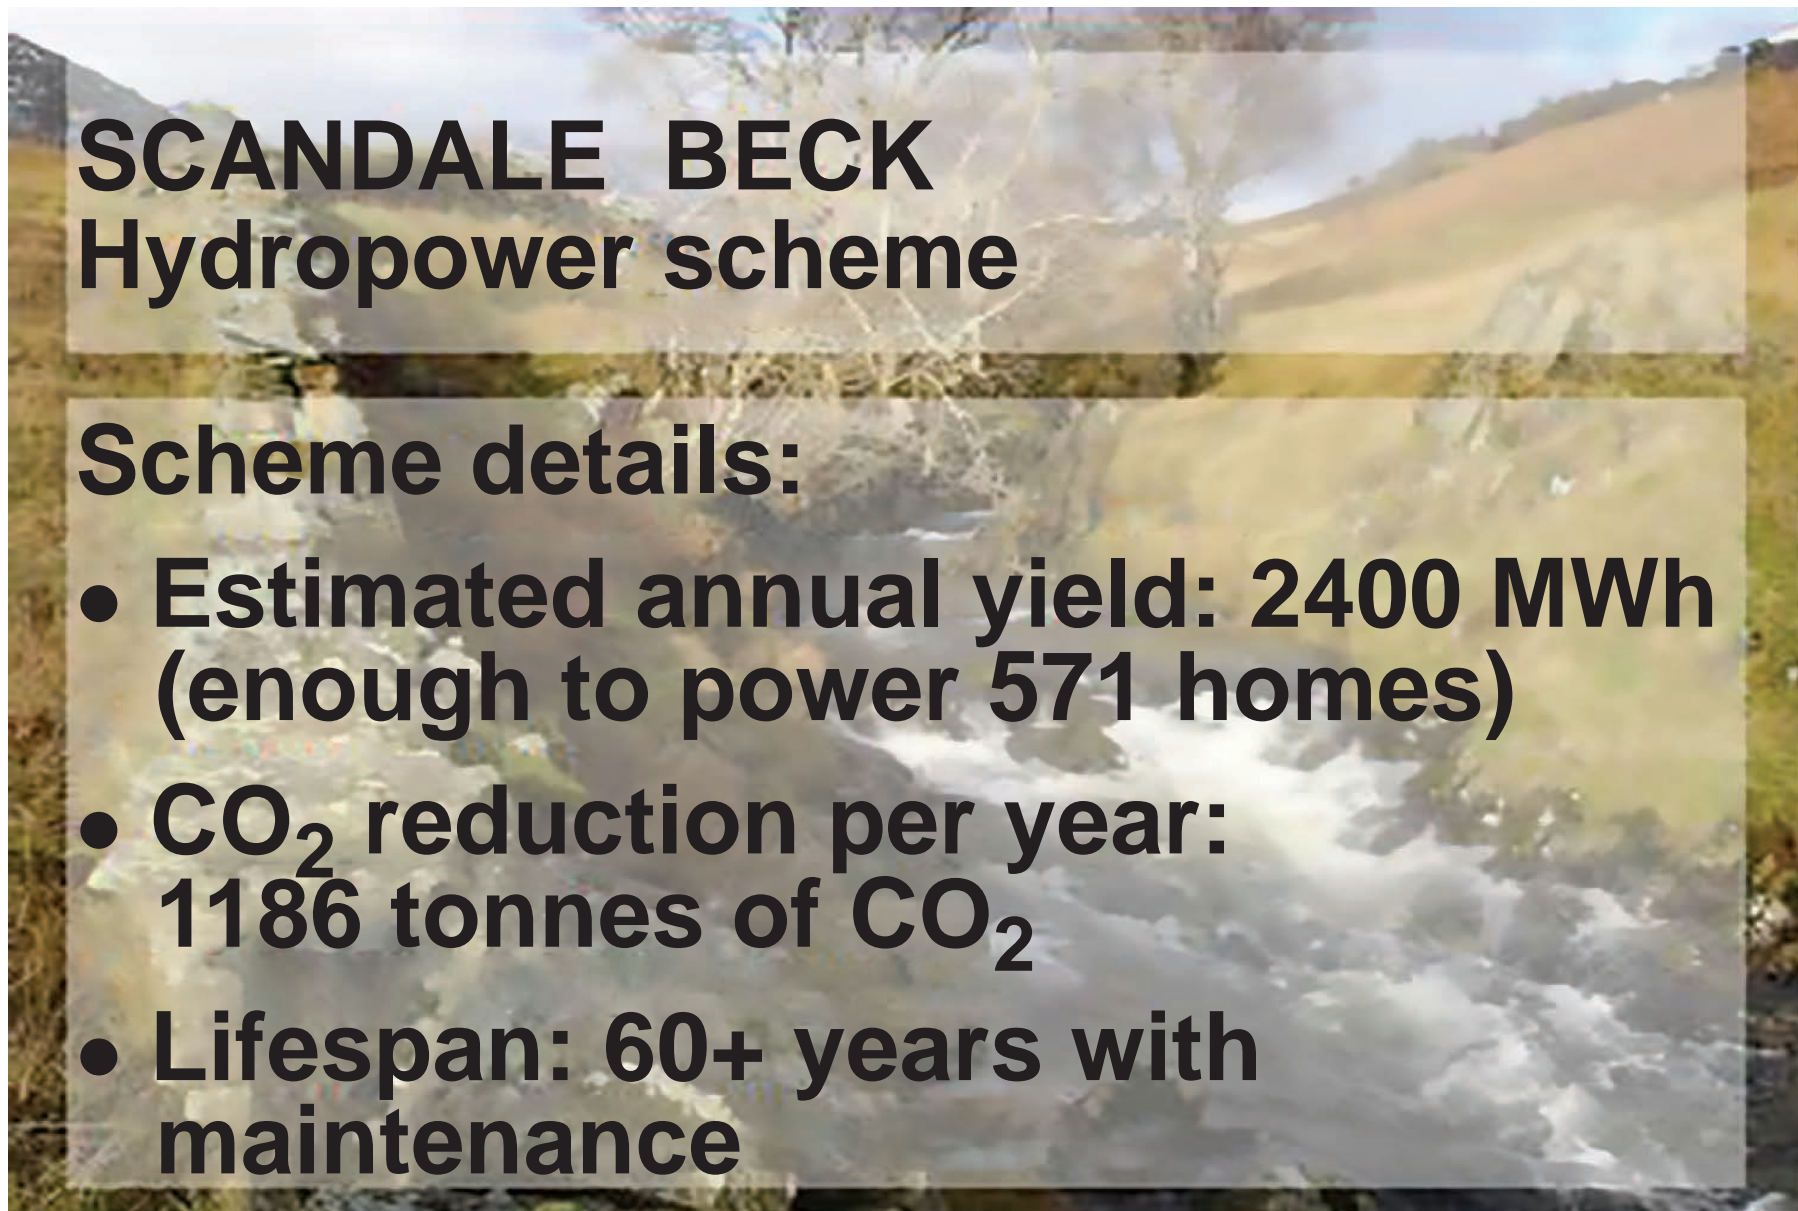 SCANDALE BECK
Hydropower scheme
Scheme details:
● Estimated annual yield: 2400 MWh
(enough to power 571 homes)
● CO₂ reduction per year:
1186 tonnes of CO₂
● Lifespan: 60+ years with
maintenance